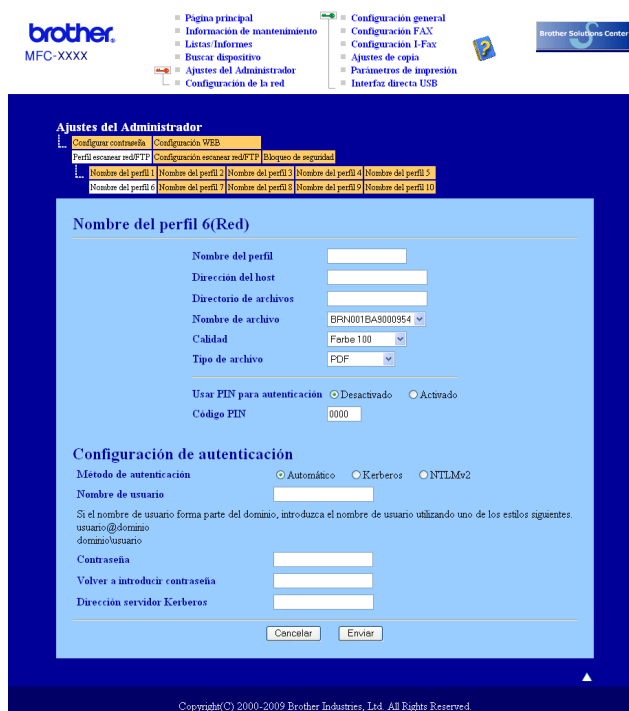 brother.
MFC-XXXX
Página principal
Información de mantenimiento
Listas/Informes
Buscar dispositivo
Ajustes del Administrador
Configuración de la red
Configuración general
Configuración FAX
Configuración I-Fax
Ajustes de copia
Parámetros de impresión
Interfaz directa USB
Brother Solutions Center
Ajustes del Administrador
Configurar contraseña Configuración WEB
Perfil escanear red/FTP Configuración escanear red/FTP Bloqueo de seguridad
Nombre del perfil 1 Nombre del perfil 2 Nombre del perfil 3 Nombre del perfil 4 Nombre del perfil 5
Nombre del perfil 6 Nombre del perfil 7 Nombre del perfil 8 Nombre del perfil 9 Nombre del perfil 10
Nombre del perfil 6(Red)
Nombre del perfil
Dirección del host
Directorio de archivos
Nombre de archivo BRN001BA9000954
Calidad Farbe 100
Tipo de archivo PDF
Usar PIN para autenticación Desactivado Activado
Código PIN 0000
Configuración de autenticación
Método de autenticación Automático Kerberos NTLMv2
Nombre de usuario
Si el nombre de usuario forma parte del dominio, introduzca el nombre de usuario utilizando uno de los estilos siguientes.
usuario@dominio
dominio\usuario
Contraseña
Volver a introducir contraseña
Dirección servidor Kerberos
Cancelar Enviar
Copyright(C) 2000-2009 Brother Industries, Ltd. All Rights Reserved.